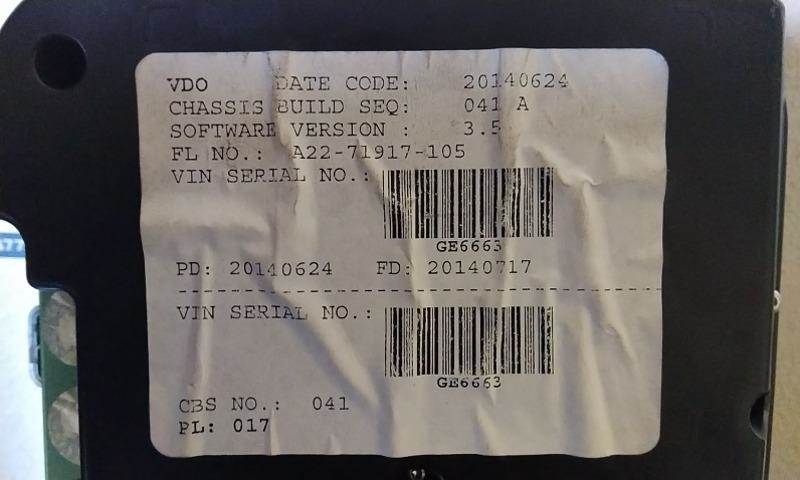 VDO DATE CODE: 20140624
CHASSIS BUILD SEQ: 041 A
SOFTWARE VERSION : 3.5
FL NO.: A22-71917-105
VIN SERIAL NO.:
GE6663
PD: 20140624 FD: 20140717
VIN SERIAL NO.:
GE6663
CBS NO.: 041
PL: 017